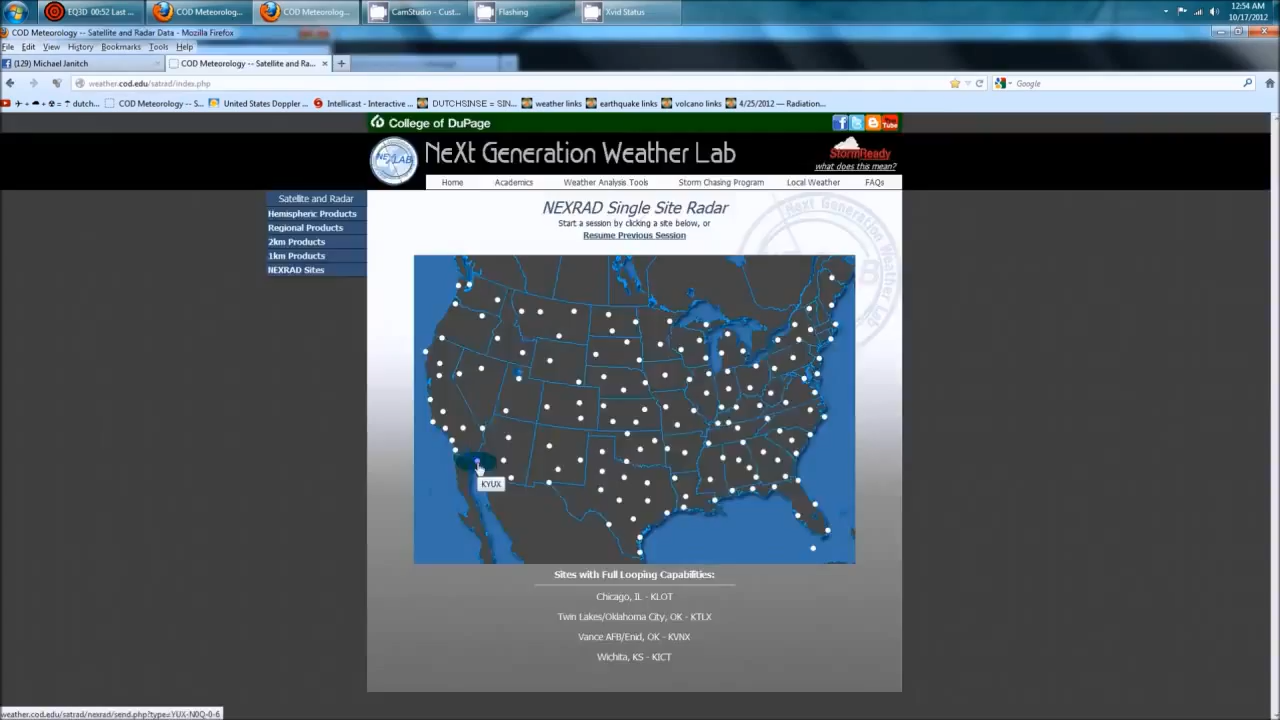 EQ3D 00:52 Last ...
COD Meteorolog...
COD Meteorolog...
CamStudio - Cust...
Flashing
Xvid Status
12:54 AM
10/17/2012
COD Meteorology -- Satellite and Radar Data - Mozilla Firefox
File Edit View History Bookmarks Tools Help
(129) Michael Janitch
COD Meteorology -- Satellite and Ra...
weather.cod.edu/satrad/index.php
Google
dutch...
COD Meteorology -- S...
United States Doppler ...
Intellicast - Interactive ...
DUTCHSINSE = SIN...
weather links
earthquake links
volcano links
4/25/2012 -- Radiation...
College of DuPage
You Tube
NEXLAB
NeXt Generation Weather Lab
StormReady
what does this mean?
Home Academics Weather Analysis Tools Storm Chasing Program Local Weather FAQs
Satellite and Radar
Hemispheric Products
Regional Products
2km Products
1km Products
NEXRAD Sites
NEXRAD Single Site Radar
Start a session by clicking a site below, or
Resume Previous Session
Next Generation Weather Lab
KYUX
Sites with Full Looping Capabilities:
Chicago, IL - KLOT
Twin Lakes/Oklahoma City, OK - KTLX
Vance AFB/Enid, OK - KVNX
Wichita, KS - KICT
weather.cod.edu/satrad/nexrad/send.php?type=YUX-N0Q-0-6